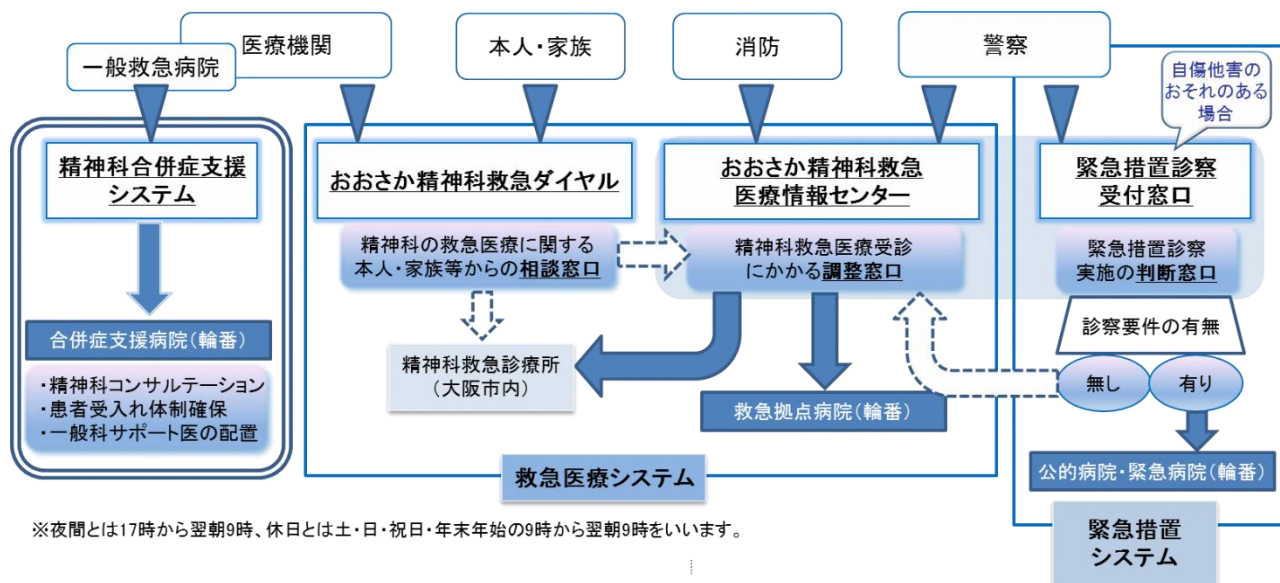 医療機関
一般救急病院
本人・家族
消防
警察
自傷他害の
おそれのある
場合
精神科合併症支援
システム
おおさか精神科救急ダイヤル
おおさか精神科救急
医療情報センター
緊急措置診察
受付窓口
精神科の救急医療に関する
本人・家族等からの相談窓口
精神科救急医療受診
にかかる調整窓口
緊急措置診察
実施の判断窓口
診察要件の有無
無し
有り
合併症支援病院(輪番)
・精神科コンサルテーション
・患者受入れ体制確保
・一般科サポート医の配置
精神科救急診療所
(大阪市内)
救急拠点病院(輪番)
公的病院・緊急病院(輪番)
救急医療システム
緊急措置
システム
※夜間とは17時から翌朝9時、休日とは土・日・祝日・年末年始の9時から翌朝9時をいいます。